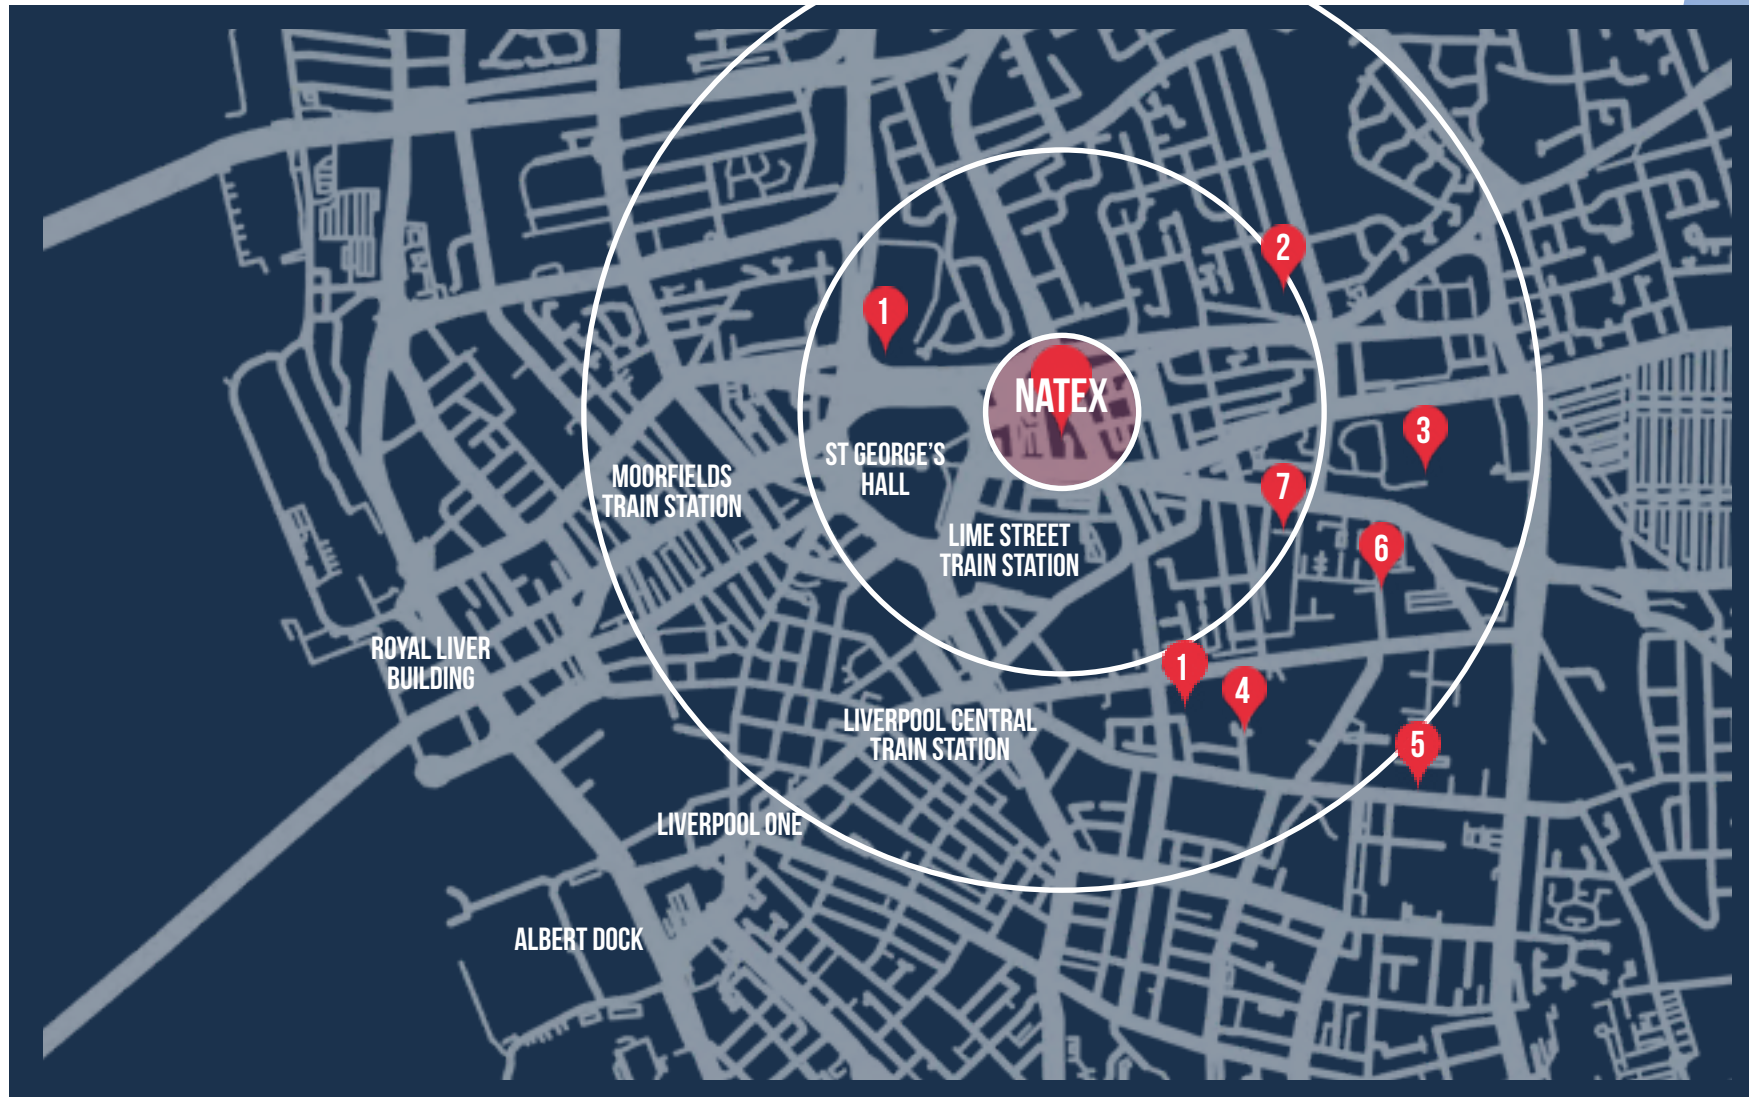 2
1
NATEX
3
ST GEORGE'S
HALL
MOORFIELDS
TRAIN STATION
7
LIME STREET
TRAIN STATION
6
ROYAL LIVER
BUILDING
1
4
LIVERPOOL CENTRAL
TRAIN STATION
5
LIVERPOOL ONE
ALBERT DOCK